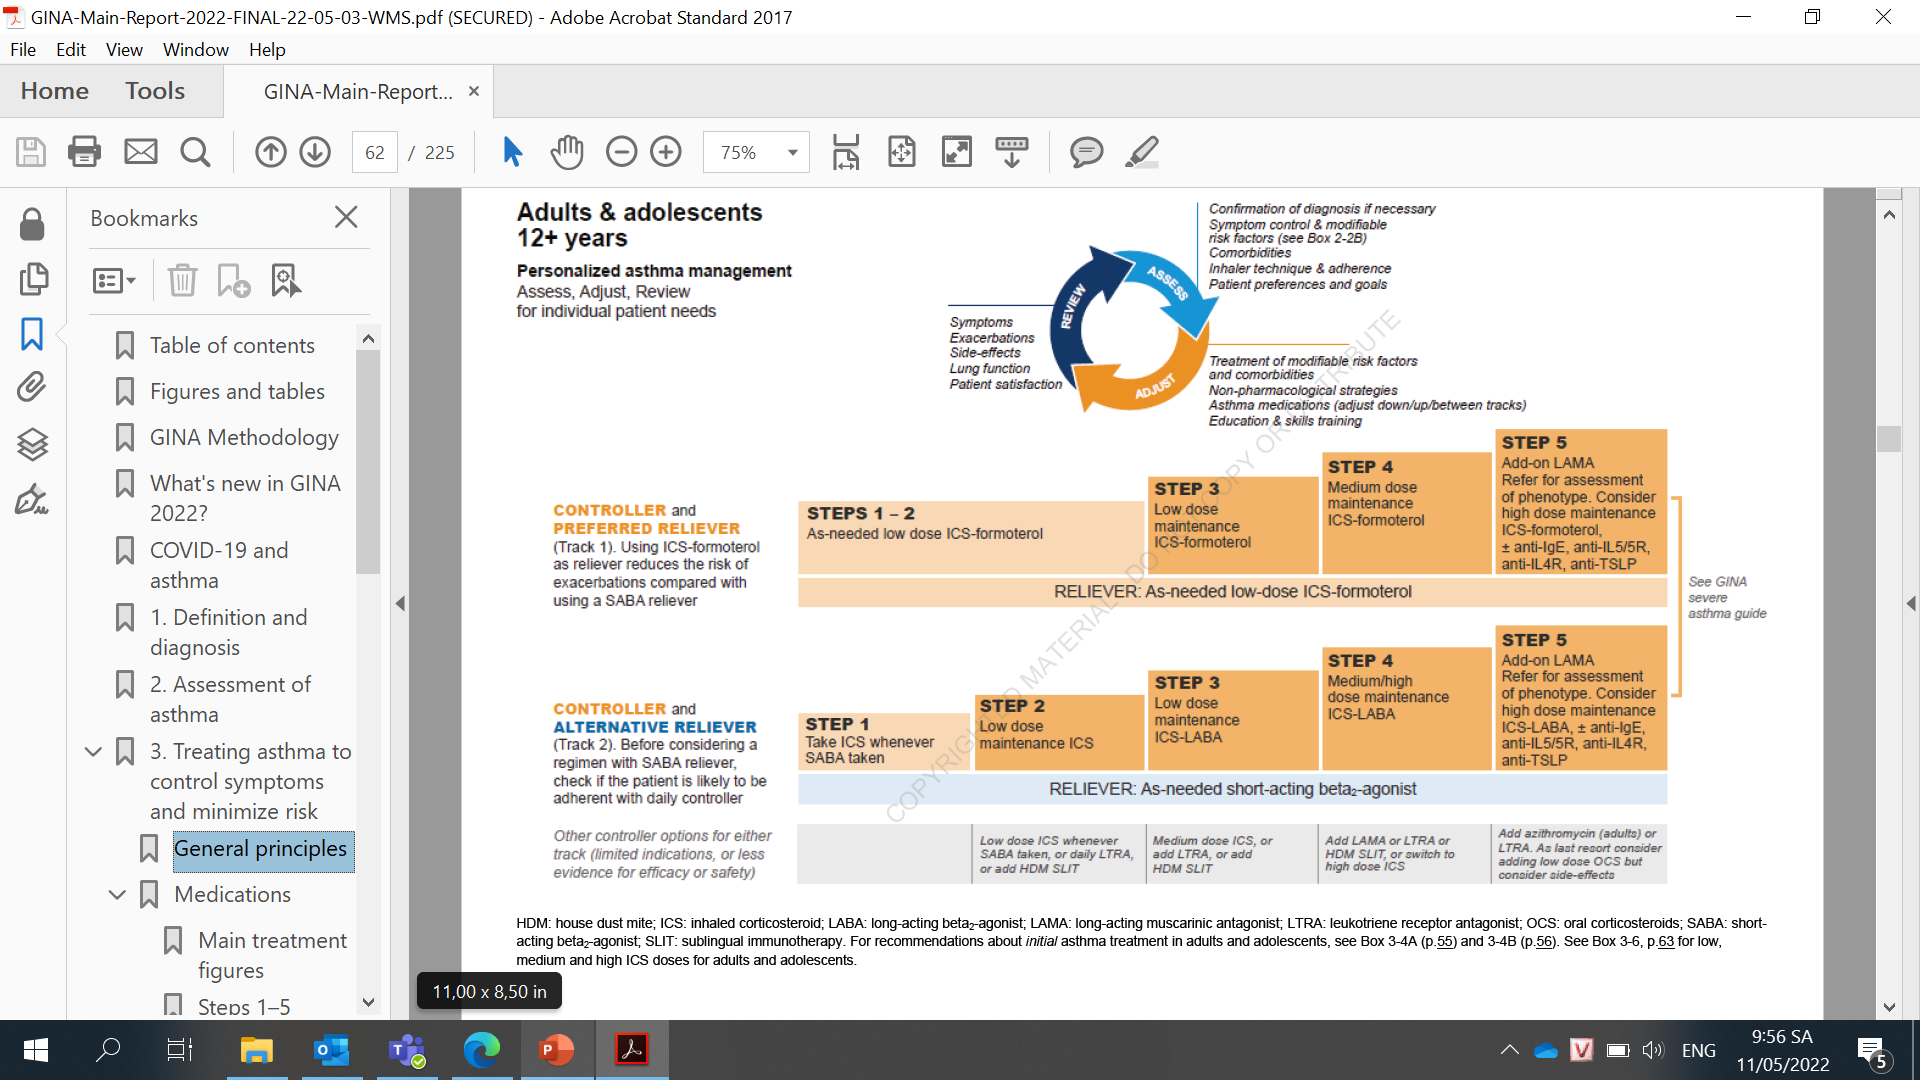 GINA-Main-Report-2022-FINAL-22-05-03-WMS.pdf (SECURED) - Adobe Acrobat Standard 2017
File Edit View Window Help
Home Tools GINA-Main-Report... ×
62 / 225 75%
Bookmarks
Table of contents
Figures and tables
GINA Methodology
What's new in GINA
2022?
COVID-19 and
asthma
1. Definition and
diagnosis
2. Assessment of
asthma
3. Treating asthma to
control symptoms
and minimize risk
General principles
Medications
Main treatment
figures
Steps 1–5
Adults & adolescents
12+ years
Personalized asthma management
Assess, Adjust, Review
for individual patient needs
Confirmation of diagnosis if necessary
Symptom control & modifiable
risk factors (see Box 2-2B)
Comorbidities
Inhaler technique & adherence
Patient preferences and goals
REVIEW
ASSESS
ADJUST
Symptoms
Exacerbations
Side-effects
Lung function
Patient satisfaction
Treatment of modifiable risk factors
and comorbidities
Non-pharmacological strategies
Asthma medications (adjust down/up/between tracks)
Education & skills training
CONTROLLER and
PREFERRED RELIEVER
(Track 1). Using ICS-formoterol
as reliever reduces the risk of
exacerbations compared with
using a SABA reliever
STEPS 1 – 2
As-needed low dose ICS-formoterol
STEP 3
Low dose
maintenance
ICS-formoterol
STEP 4
Medium dose
maintenance
ICS-formoterol
STEP 5
Add-on LAMA
Refer for assessment
of phenotype. Consider
high dose maintenance
ICS-formoterol,
± anti-IgE, anti-IL5/5R,
anti-IL4R, anti-TSLP
RELIEVER: As-needed low-dose ICS-formoterol
See GINA
severe
asthma guide
CONTROLLER and
ALTERNATIVE RELIEVER
(Track 2). Before considering a
regimen with SABA reliever,
check if the patient is likely to be
adherent with daily controller
STEP 1
Take ICS whenever
SABA taken
STEP 2
Low dose
maintenance ICS
STEP 3
Low dose
maintenance
ICS-LABA
STEP 4
Medium/high
dose maintenance
ICS-LABA
STEP 5
Add-on LAMA
Refer for assessment
of phenotype. Consider
high dose maintenance
ICS-LABA, ± anti-IgE,
anti-IL5/5R, anti-IL4R,
anti-TSLP
RELIEVER: As-needed short-acting beta₂-agonist
Other controller options for either
track (limited indications, or less
evidence for efficacy or safety)
Low dose ICS whenever
SABA taken, or daily LTRA,
or add HDM SLIT
Medium dose ICS, or
add LTRA, or add
HDM SLIT
Add LAMA or LTRA or
HDM SLIT, or switch to
high dose ICS
Add azithromycin (adults) or
LTRA. As last resort consider
adding low dose OCS but
consider side-effects
COPYRIGHTED MATERIAL - DO COPY OR TRIBUTE
HDM: house dust mite; ICS: inhaled corticosteroid; LABA: long-acting beta₂-agonist; LAMA: long-acting muscarinic antagonist; LTRA: leukotriene receptor antagonist; OCS: oral corticosteroids; SABA: short-
acting beta₂-agonist; SLIT: sublingual immunotherapy. For recommendations about initial asthma treatment in adults and adolescents, see Box 3-4A (p.55) and 3-4B (p.56). See Box 3-6, p.63 for low,
medium and high ICS doses for adults and adolescents.
11,00 x 8,50 in
ENG
9:56 SA
11/05/2022
5